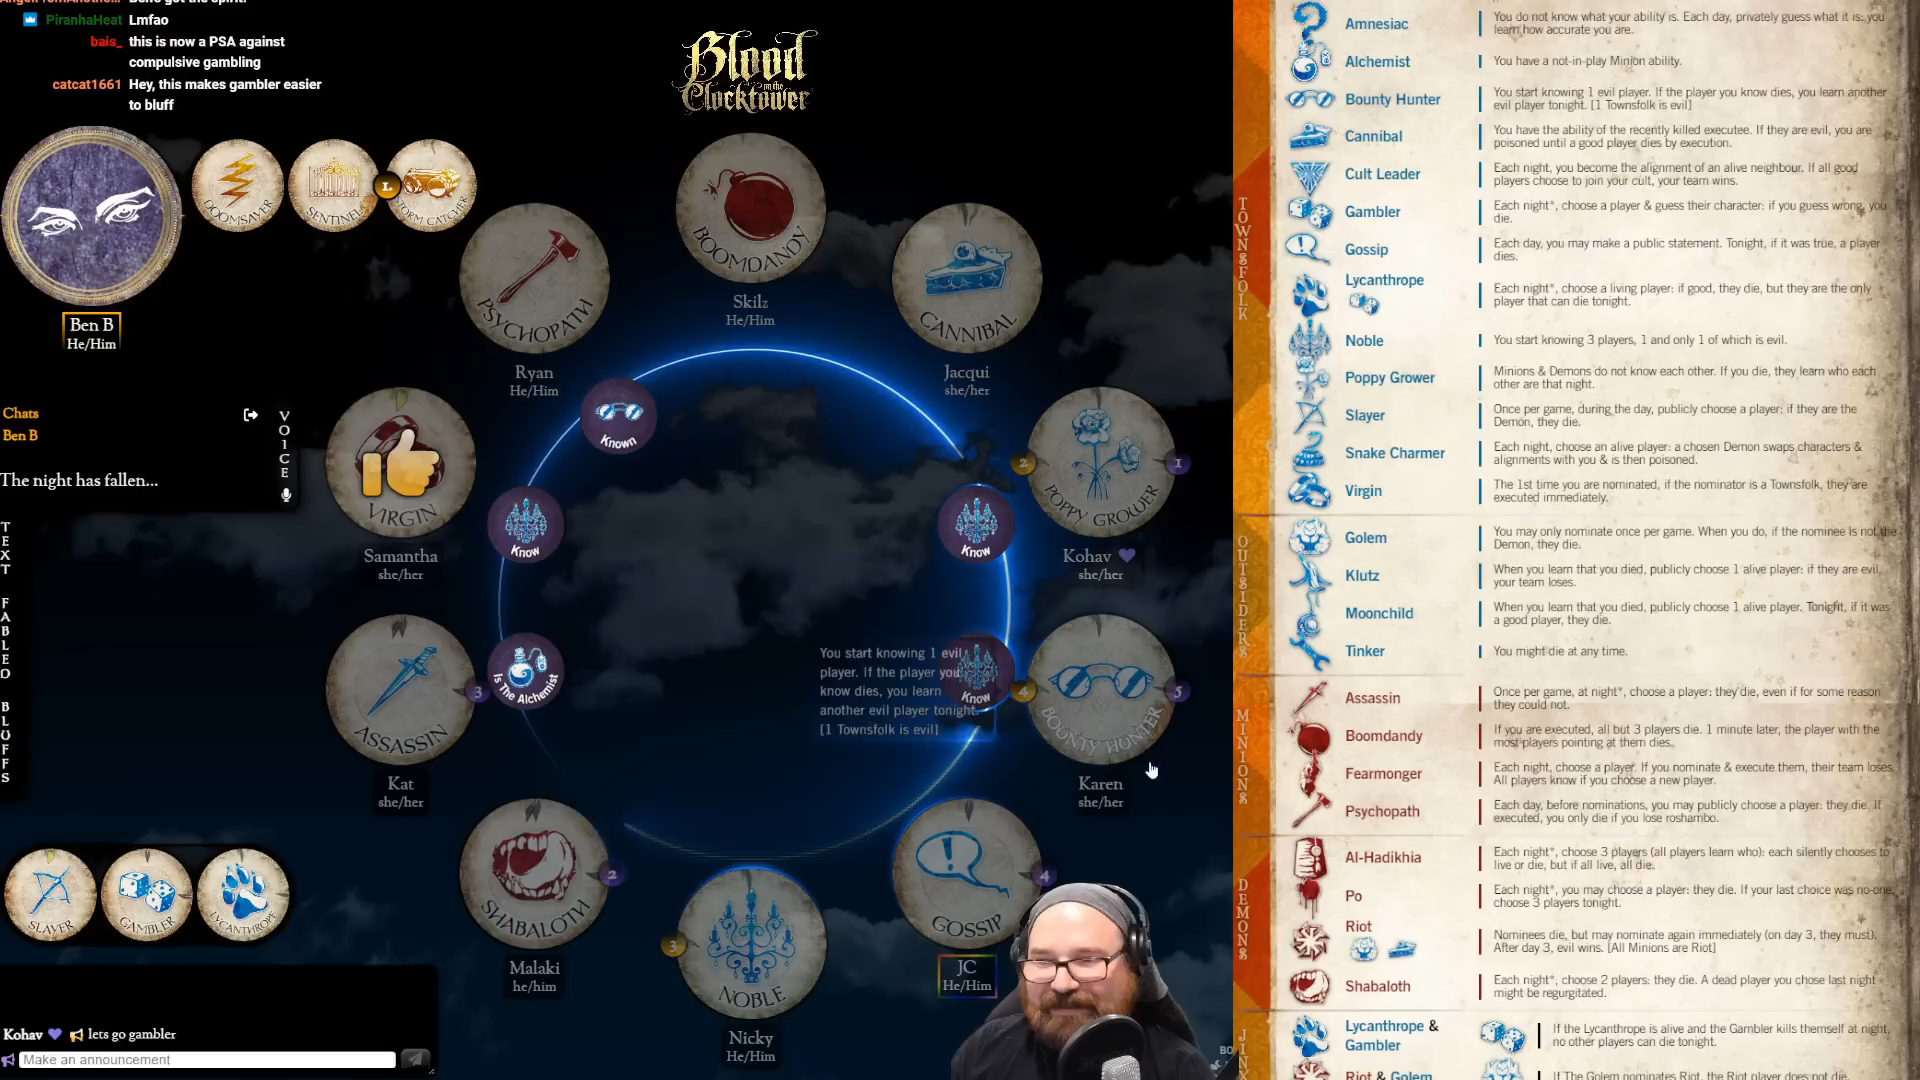 PiranhaHeat Lmfao
bais_ this is now a PSA against
compulsive gambling
catcat1661 Hey, this makes gambler easier
to bluff
Ben B
He/Him
DOOMSAYER
SENTINEL
STORM CATCHER
Blood
on the
Clocktower
PSYCHOPATH
Ryan
He/Him
BOOMDANDY
Skilz
He/Him
CANNIBAL
Jacqui
she/her
Chats
Ben B
The night has fallen...
VOICE
VIRGIN
Samantha
she/her
Known
Know
Know
2
POPPY GROWER
1
Kohav
she/her
TEXT
FABLED
BLUFFS
ASSASSIN
3
Is The Alchemist
Kat
she/her
You start knowing 1 evil
player. If the player you
know dies, you learn
another evil player tonight.
[1 Townsfolk is evil]
Know
4
BOUNTY HUNTER
5
Karen
she/her
SLAYER
GAMBLER
LYCANTHROPE
SHABALOTH
2
Malaki
he/him
3
NOBLE
Nicky
He/Him
GOSSIP
4
JC
He/Him
Kohav lets go gambler
Make an announcement
TOWNSFOLK
Amnesiac
You do not know what your ability is. Each day, privately guess what it is: you
learn how accurate you are.
Alchemist
You have a not-in-play Minion ability.
Bounty Hunter
You start knowing 1 evil player. If the player you know dies, you learn another
evil player tonight. [1 Townsfolk is evil]
Cannibal
You have the ability of the recently killed executee. If they are evil, you are
poisoned until a good player dies by execution.
Cult Leader
Each night, you become the alignment of an alive neighbour. If all good
players choose to join your cult, your team wins.
Gambler
Each night*, choose a player & guess their character: if you guess wrong, you
die.
Gossip
Each day, you may make a public statement. Tonight, if it was true, a player
dies.
Lycanthrope
Each night*, choose a living player: if good, they die, but they are the only
player that can die tonight.
Noble
You start knowing 3 players, 1 and only 1 of which is evil.
Poppy Grower
Minions & Demons do not know each other. If you die, they learn who each
other are that night.
Slayer
Once per game, during the day, publicly choose a player: if they are the
Demon, they die.
Snake Charmer
Each night, choose an alive player: a chosen Demon swaps characters &
alignments with you & is then poisoned.
Virgin
The 1st time you are nominated, if the nominator is a Townsfolk, they are
executed immediately.
OUTSIDERS
Golem
You may only nominate once per game. When you do, if the nominee is not the
Demon, they die.
Klutz
When you learn that you died, publicly choose 1 alive player: if they are evil,
your team loses.
Moonchild
When you learn that you died, publicly choose 1 alive player. Tonight, if it was
a good player, they die.
Tinker
You might die at any time.
MINIONS
Assassin
Once per game, at night*, choose a player: they die, even if for some reason
they could not.
Boomdandy
If you are executed, all but 3 players die. 1 minute later, the player with the
most players pointing at them dies.
Fearmonger
Each night, choose a player. If you nominate & execute them, their team loses.
All players know if you choose a new player.
Psychopath
Each day, before nominations, you may publicly choose a player: they die. If
executed, you only die if you lose roshambo.
DEMONS
Al-Hadikhia
Each night*, choose 3 players (all players learn who): each silently chooses to
live or die, but if all live, all die.
Po
Each night*, you may choose a player: they die. If your last choice was no-one,
choose 3 players tonight.
Riot
Nominees die, but may nominate again immediately (on day 3, they must).
After day 3, evil wins. [All Minions are Riot]
Shabaloth
Each night*, choose 2 players: they die. A dead player you chose last night
might be regurgitated.
Lycanthrope &
Gambler
If the Lycanthrope is alive and the Gambler kills themself at night,
no other players can die tonight.
Riot & Golem
If The Golem nominates Riot, the Riot player does not die.